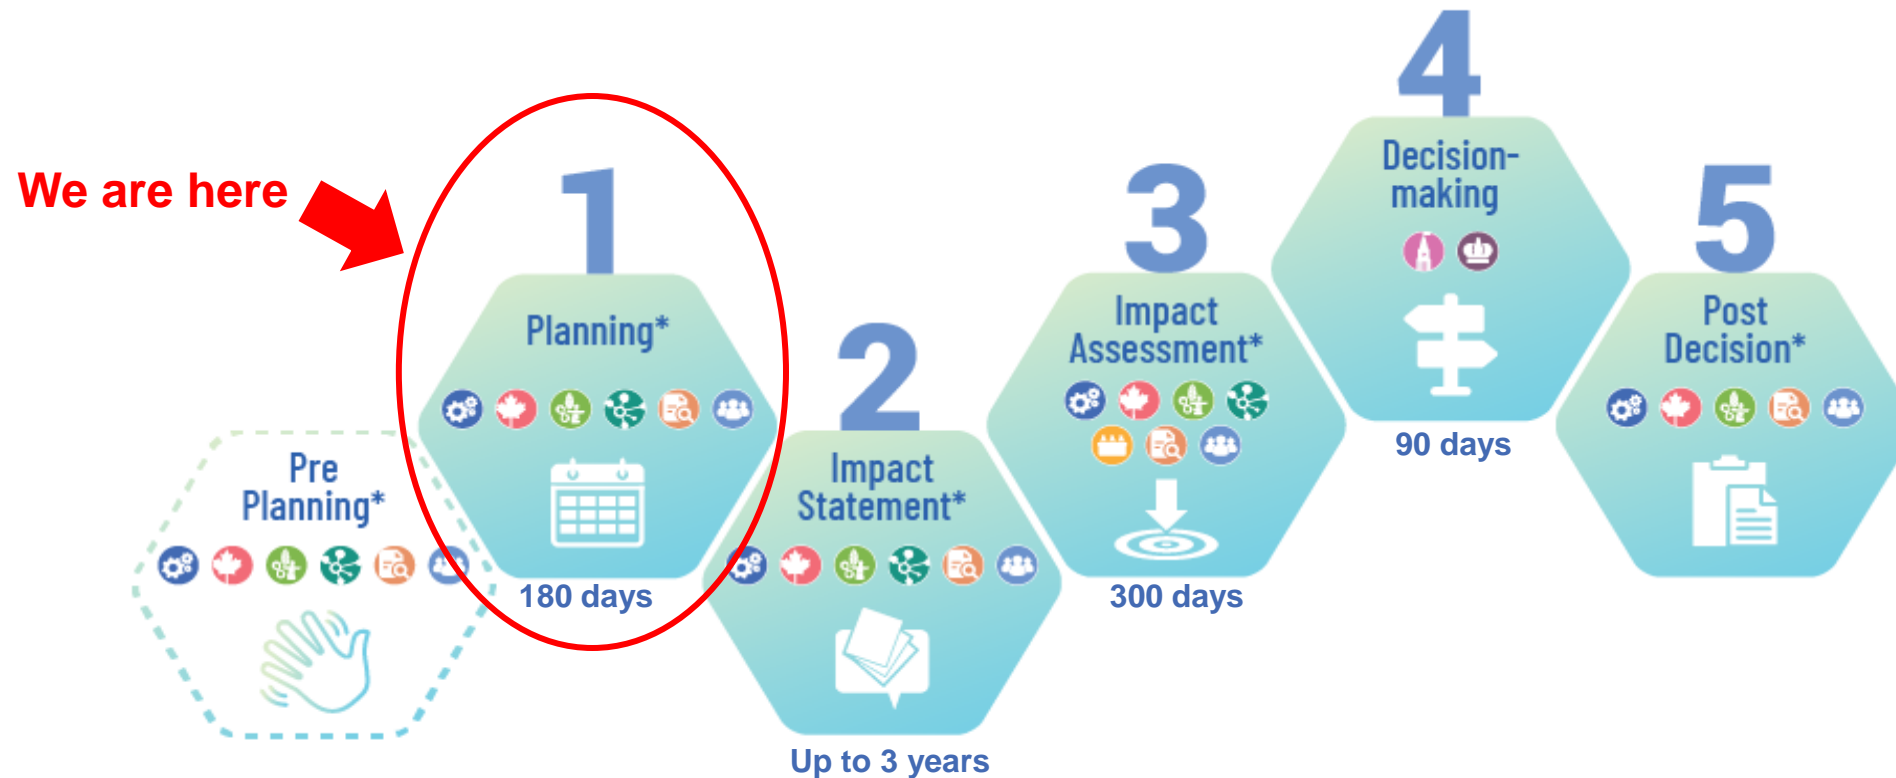 We are here
Pre
Planning*
1
Planning*
180 days
2
Impact
Statement*
Up to 3 years
3
Impact
Assessment*
300 days
4
Decision-
making
90 days
5
Post
Decision*